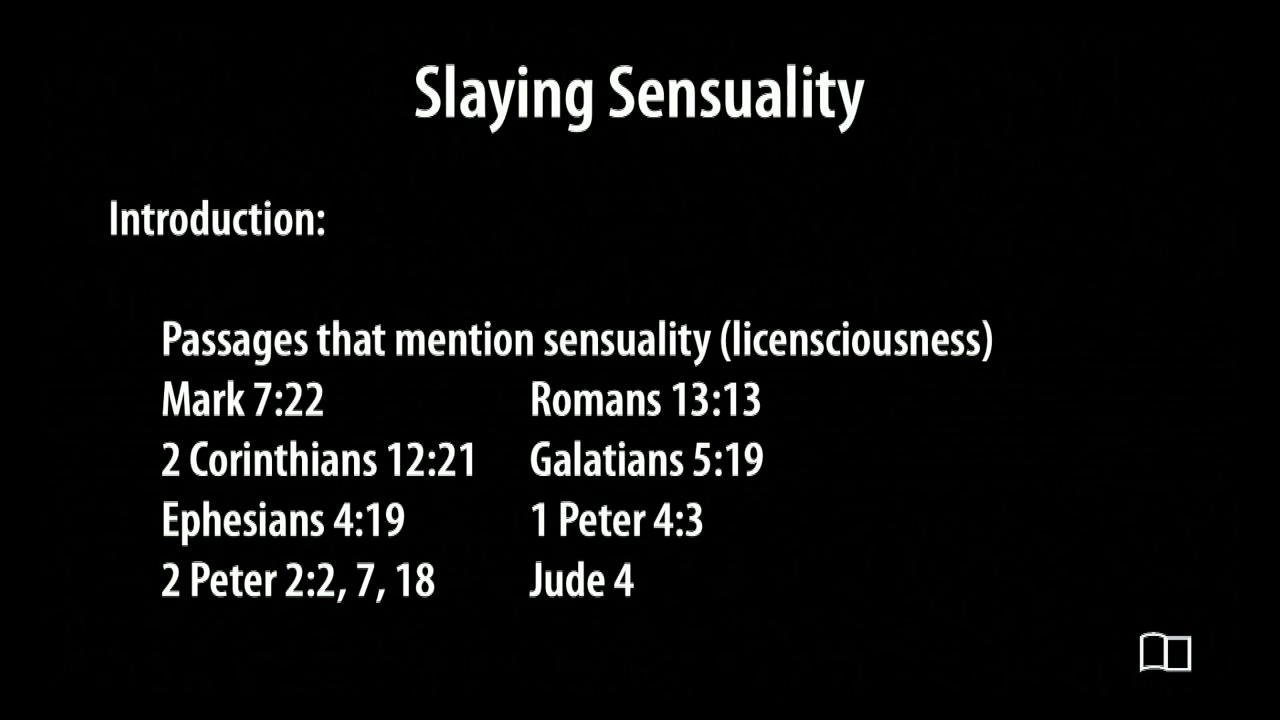 Slaying Sensuality
Introduction:
Passages that mention sensuality (licensciousness)
Mark 7:22 Romans 13:13
2 Corinthians 12:21 Galatians 5:19
Ephesians 4:19 1 Peter 4:3
2 Peter 2:2, 7, 18 Jude 4